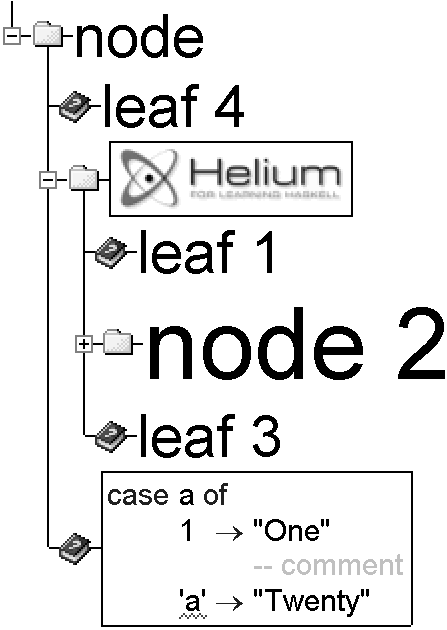 node
leaf 4
Helium
FOR LEARNING HASKELL
leaf 1
node 2
leaf 3
case a of
1 → "One"
-- comment
'a' → "Twenty"